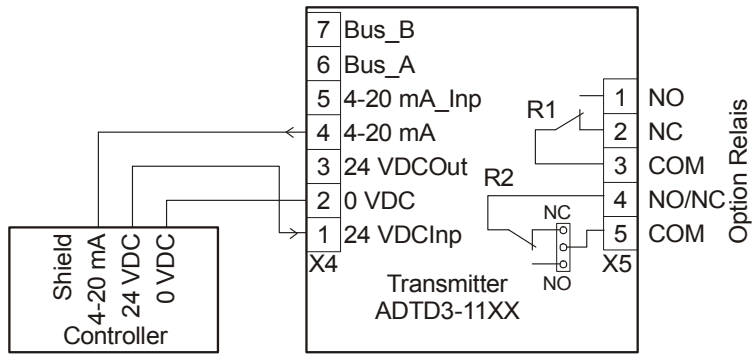 7 Bus_B
6 Bus_A
5 4-20 mA_Inp
4 4-20 mA
3 24 VDCOut
2 0 VDC
1 24 VDCInp
X4
R1
1 NO
2 NC
3 COM
4 NO/NC
5 COM
X5
Option Relais
R2
NC
NO
Transmitter
ADTD3-11XX
Shield
4-20 mA
24 VDC
0 VDC
Controller